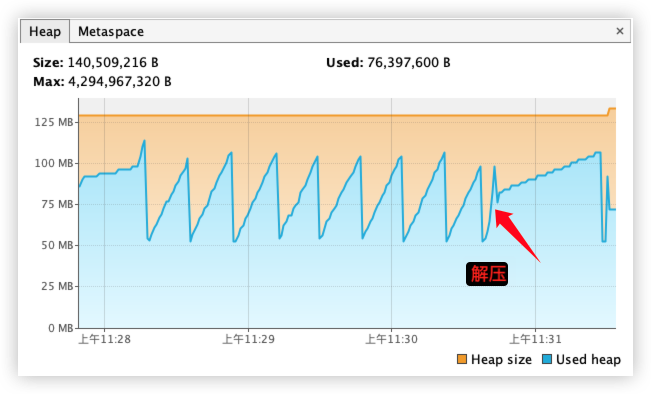 Heap Metaspace ×
Size: 140,509,216 B Used: 76,397,600 B
Max: 4,294,967,320 B
125 MB
100 MB
75 MB
50 MB
25 MB
0 MB
解压
上午11:28 上午11:29 上午11:30 上午11:31
Heap size Used heap